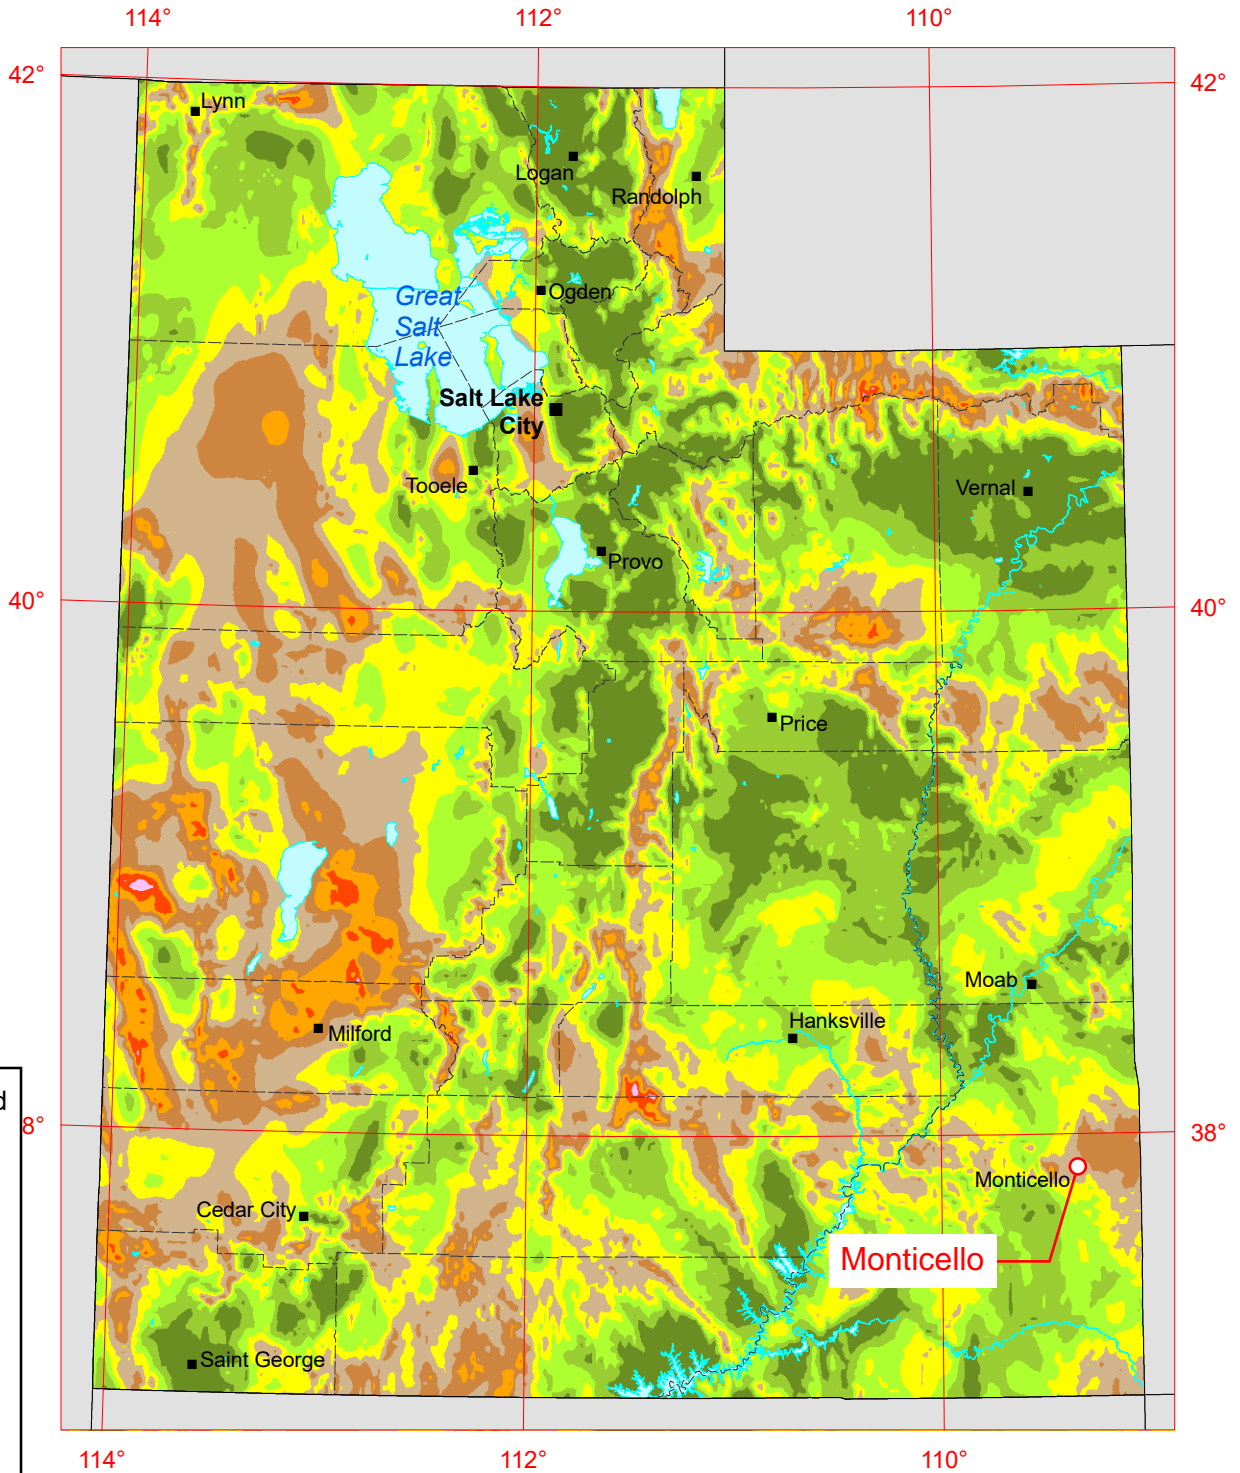 114°
112°
110°
42°
42°
Lynn
Logan
Randolph
Ogden
Great
Salt
Lake
Salt Lake
City
Tooele
Vernal
Provo
40°
40°
Price
Moab
Hanksville
Milford
d
8°
38°
Monticello
Cedar City
Monticello
Saint George
114°
112°
110°